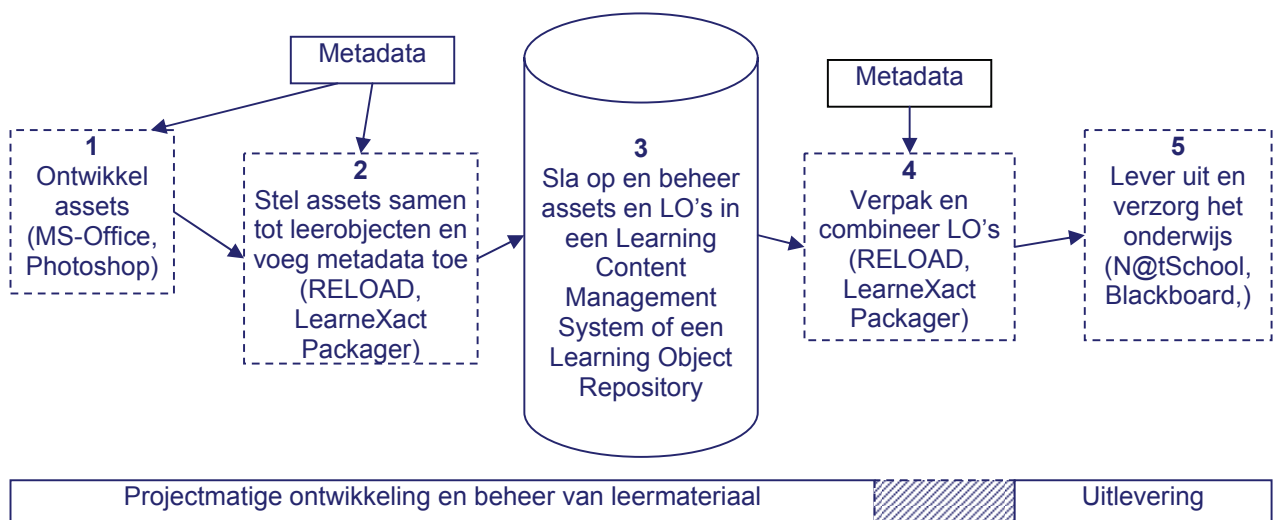 Metadata
1
Ontwikkel
assets
(MS-Office,
Photoshop)
2
Stel assets samen
tot leerobjecten en
voeg metadata toe
(RELOAD,
LearneXact
Packager)
3
Sla op en beheer
assets en LO’s in
een Learning
Content
Management
System of een
Learning Object
Repository
Metadata
4
Verpak en
combineer LO’s
(RELOAD,
LearneXact
Packager)
5
Lever uit en
verzorg het
onderwijs
(N@tSchool,
Blackboard,)
Projectmatige ontwikkeling en beheer van leermateriaal
Uitlevering